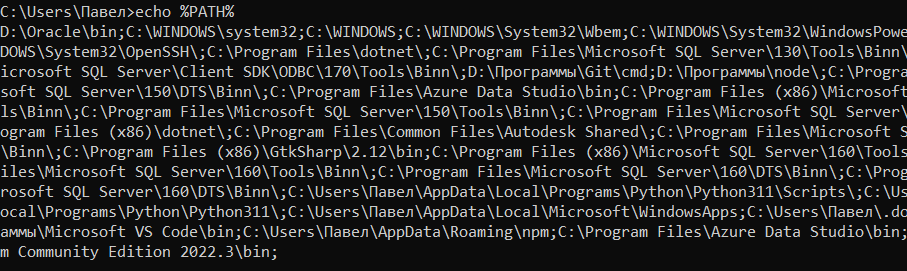 C:\Users\Павел>echo %PATH%
D:\Oracle\bin;C:\WINDOWS\system32;C:\WINDOWS;C:\WINDOWS\System32\Wbem;C:\WINDOWS\System32\WindowsPowe
DOWS\System32\OpenSSH\;C:\Program Files\dotnet\;C:\Program Files\Microsoft SQL Server\130\Tools\Binn\
icrosoft SQL Server\Client SDK\ODBC\170\Tools\Binn\;D:\Программы\Git\cmd;D:\Программы\node\;C:\Progra
soft SQL Server\150\DTS\Binn\;C:\Program Files\Azure Data Studio\bin;C:\Program Files (x86)\Microsoft
ls\Binn\;C:\Program Files\Microsoft SQL Server\150\Tools\Binn\;C:\Program Files\Microsoft SQL Server\
ogram Files (x86)\dotnet\;C:\Program Files\Common Files\Autodesk Shared\;C:\Program Files\Microsoft S
\Binn\;C:\Program Files (x86)\GtkSharp\2.12\bin;C:\Program Files (x86)\Microsoft SQL Server\160\Tools
iles\Microsoft SQL Server\160\Tools\Binn\;C:\Program Files\Microsoft SQL Server\160\DTS\Binn\;C:\Prog
rosoft SQL Server\160\DTS\Binn\;C:\Users\Павел\AppData\Local\Programs\Python\Python311\Scripts\;C:\Us
ocal\Programs\Python\Python311\;C:\Users\Павел\AppData\Local\Microsoft\WindowsApps;C:\Users\Павел\.do
аммы\Microsoft VS Code\bin;C:\Users\Павел\AppData\Roaming\npm;C:\Program Files\Azure Data Studio\bin;
m Community Edition 2022.3\bin;